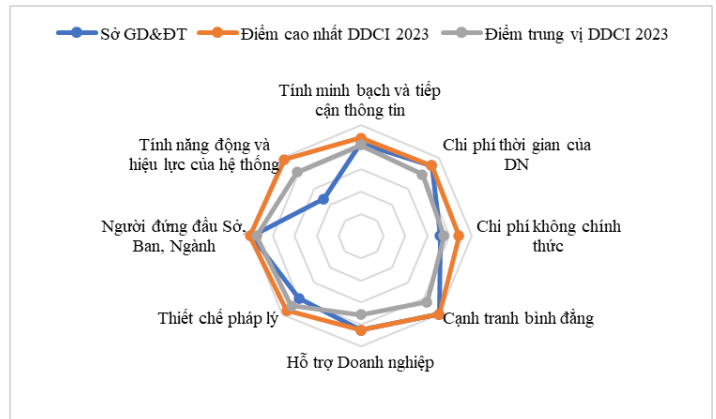 Sở GD&ĐT Điểm cao nhất DDCI 2023 Điểm trung vị DDCI 2023
Tính minh bạch và tiếp
cận thông tin
Tính năng động và
hiệu lực của hệ thống
Chi phí thời gian của
DN
Người đứng đầu Sở,
Ban, Ngành
Chi phí không chính
thức
Thiết chế pháp lý
Cạnh tranh bình đẳng
Hỗ trợ Doanh nghiệp